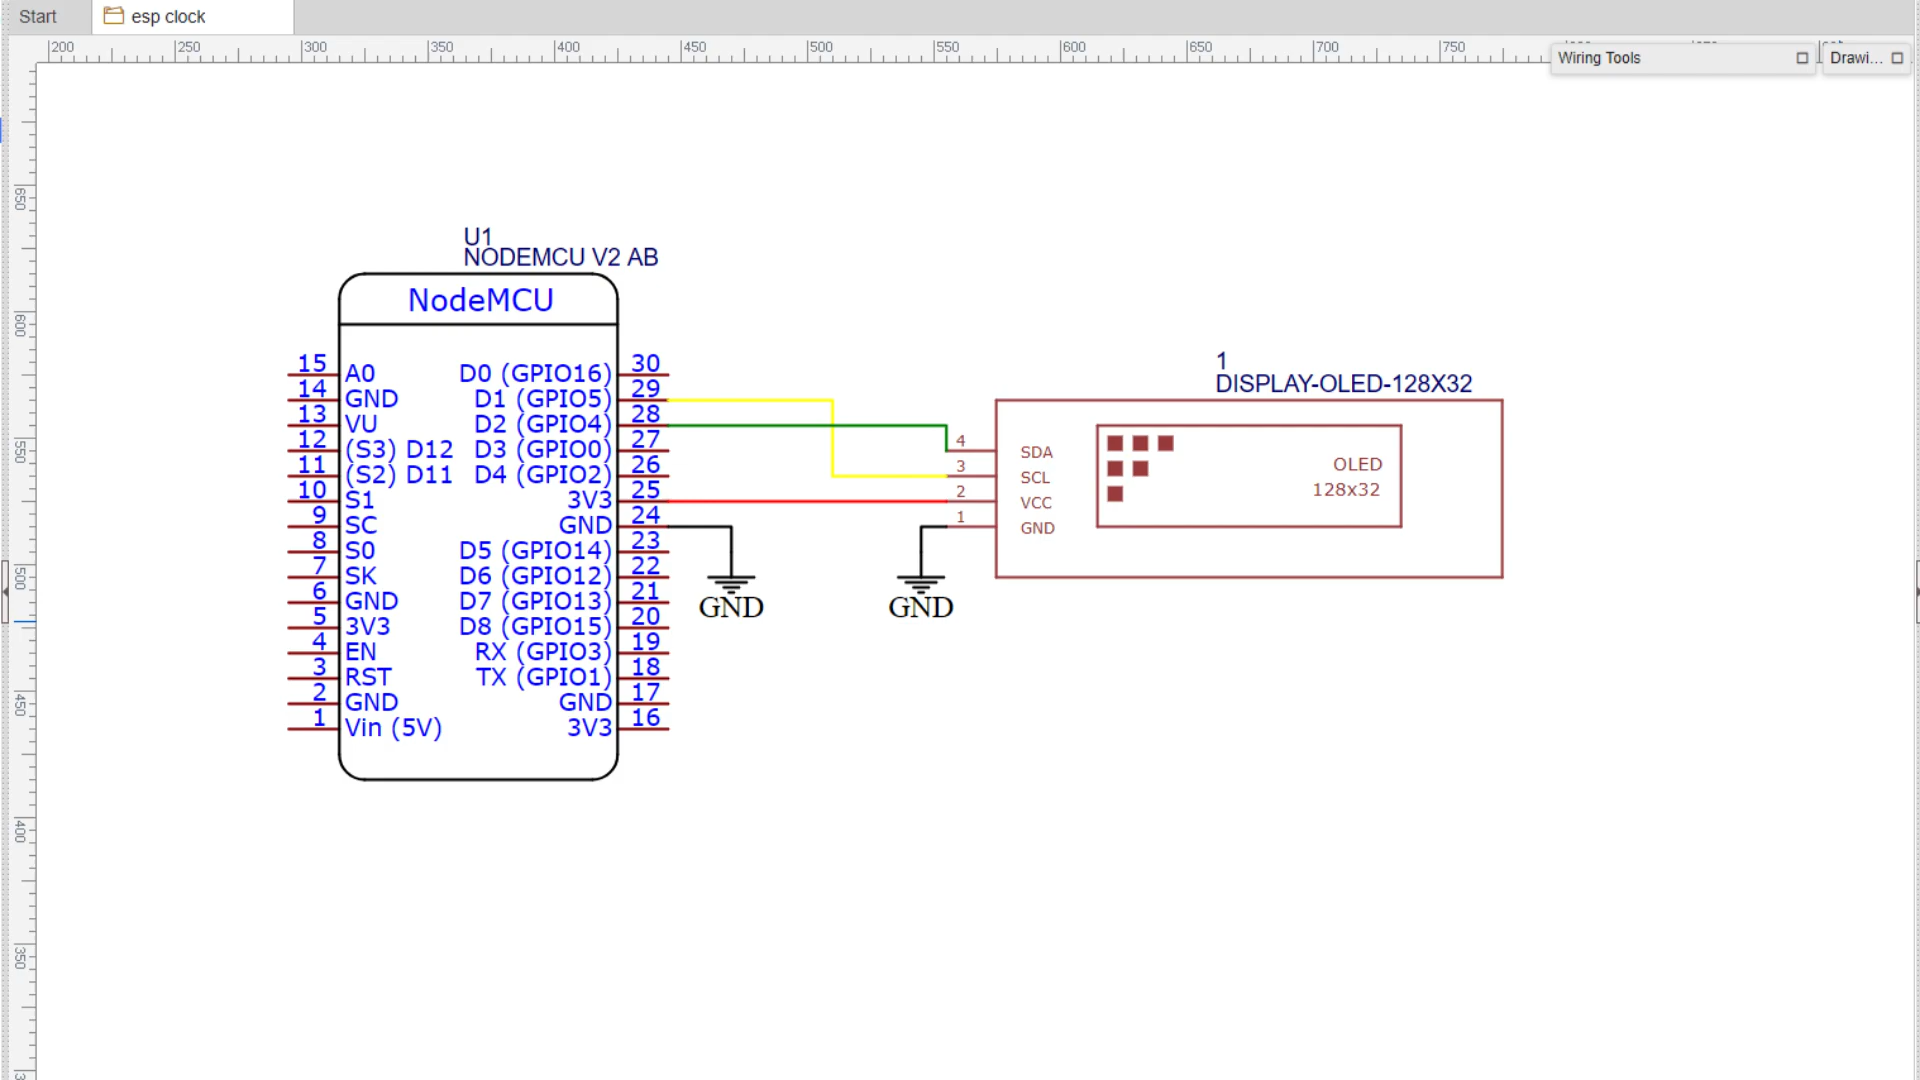 Start
esp clock
200 250 300 350 400 450 500 550 600 650 700 750
Wiring Tools
Drawi...
650
600
550
500
450
400
350
U1
NODEMCU V2 AB
NodeMCU
15 A0 D0 (GPIO16) 30
14 GND D1 (GPIO5) 29
13 VU D2 (GPIO4) 28
12 (S3) D12 D3 (GPIO0) 27
11 (S2) D11 D4 (GPIO2) 26
10 S1 3V3 25
9 SC GND 24
8 S0 D5 (GPIO14) 23
7 SK D6 (GPIO12) 22
6 GND D7 (GPIO13) 21
5 3V3 D8 (GPIO15) 20
4 EN RX (GPIO3) 19
3 RST TX (GPIO1) 18
2 GND GND 17
1 Vin (5V) 3V3 16
GND
GND
1
DISPLAY-OLED-128X32
4 SDA
3 SCL
2 VCC
1 GND
OLED
128x32